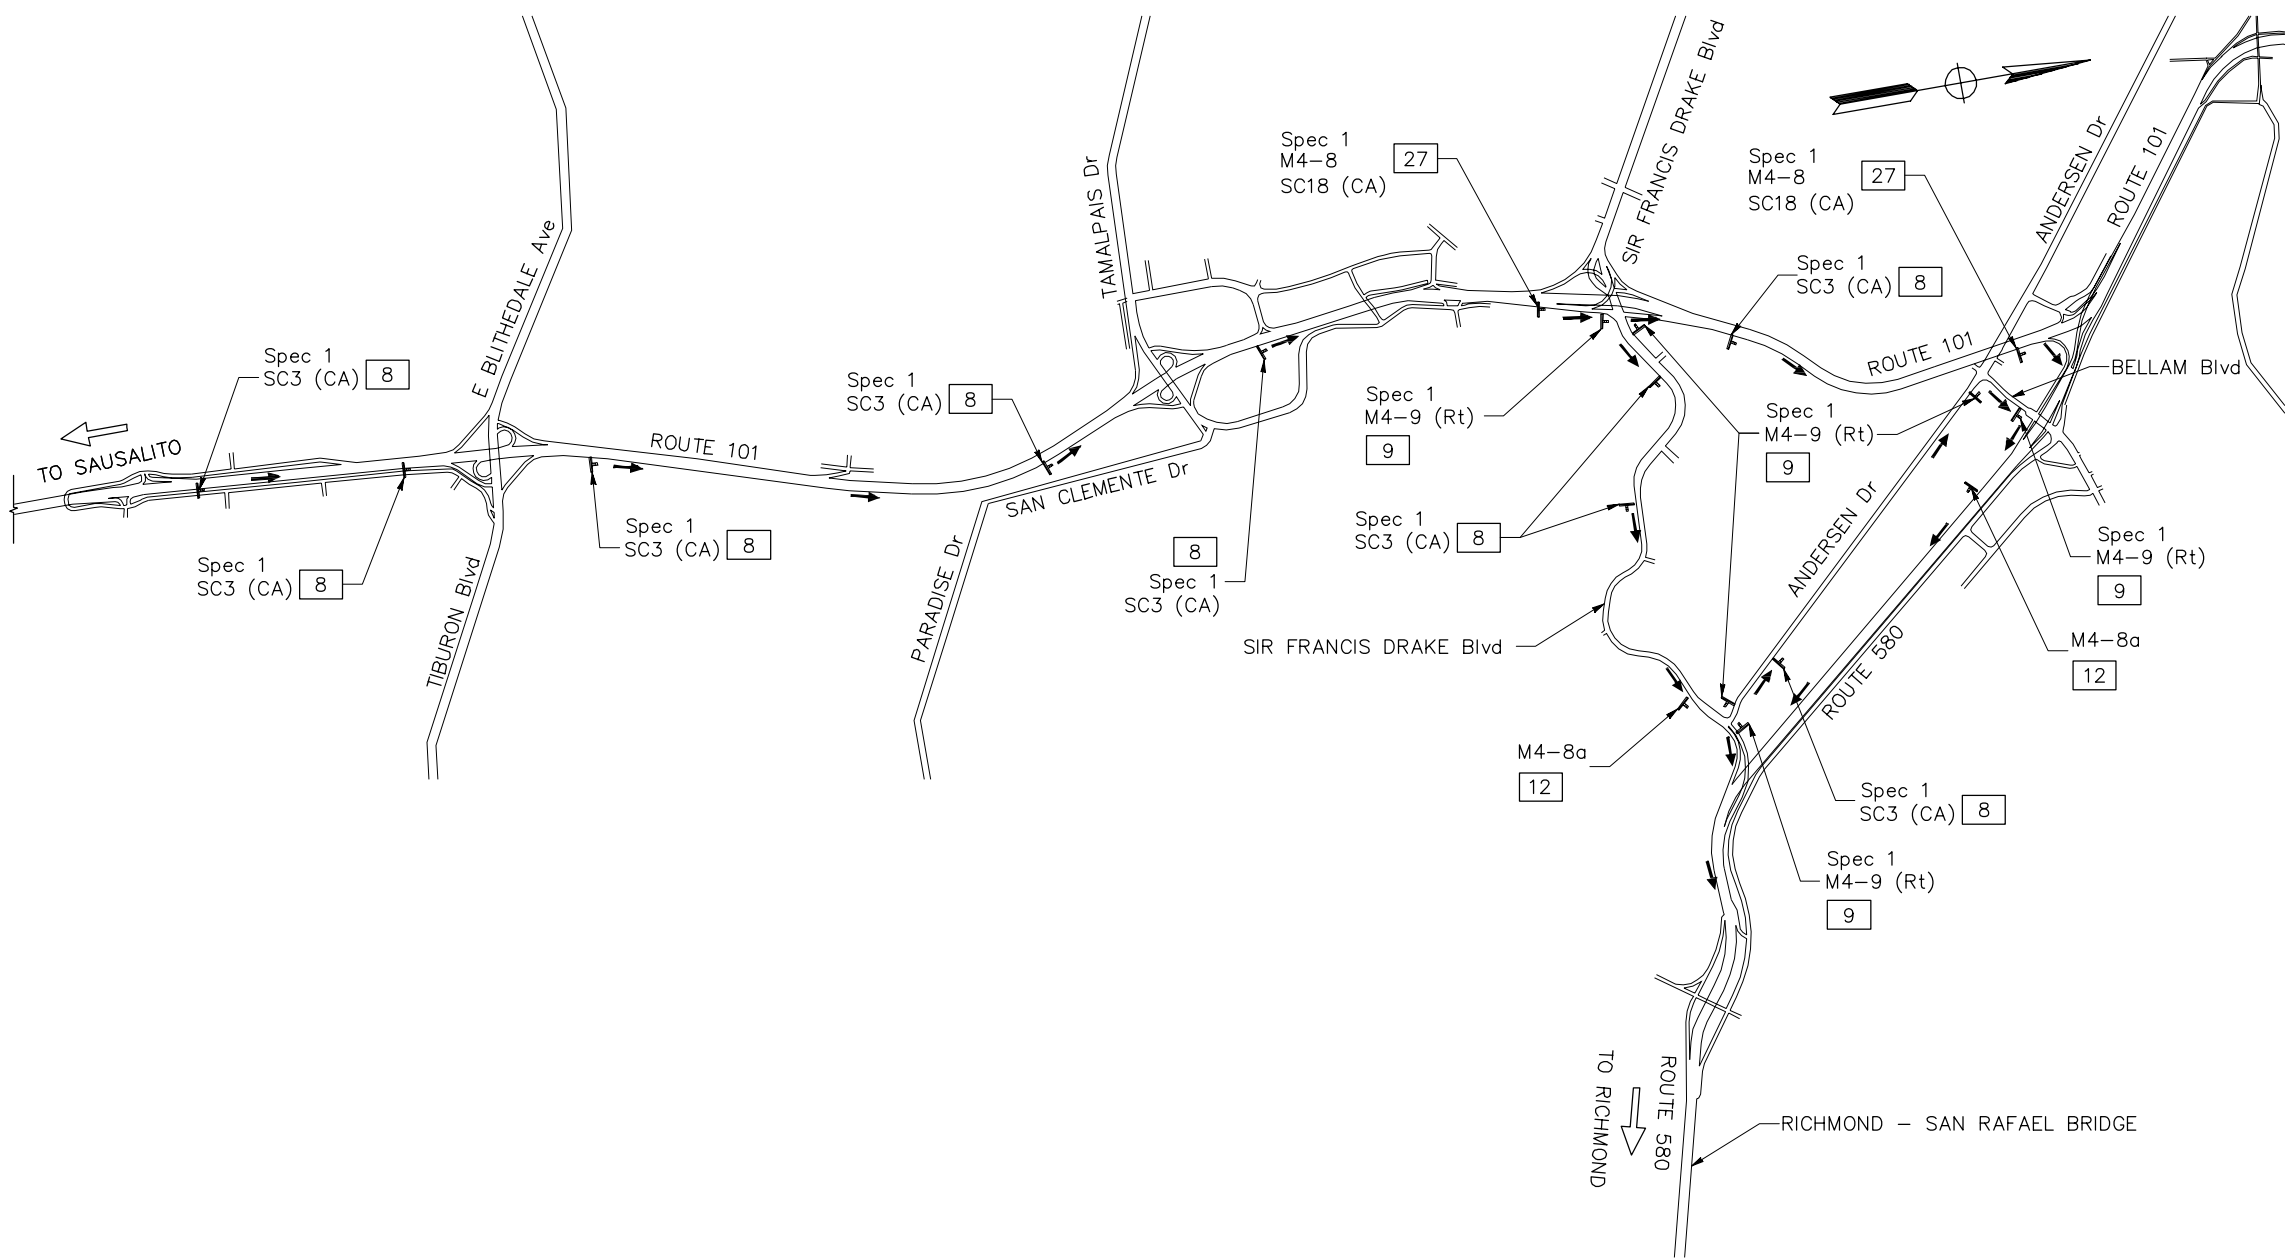 SIR FRANCIS DRAKE Blvd
Spec 1
M4-8
SC18 (CA)
27
Spec 1
M4-8
SC18 (CA)
27
ANDERSEN Dr
ROUTE 101
TAMALPAIS Dr
E BLITHEDALE Ave
Spec 1
SC3 (CA)
8
Spec 1
SC3 (CA)
8
Spec 1
SC3 (CA)
8
ROUTE 101
BELLAM Blvd
Spec 1
M4-9 (Rt)
9
Spec 1
M4-9 (Rt)
9
TO SAUSALITO
ROUTE 101
SAN CLEMENTE Dr
Spec 1
SC3 (CA)
8
Spec 1
SC3 (CA)
8
8
Spec 1
SC3 (CA)
Spec 1
SC3 (CA)
8
ANDERSEN Dr
Spec 1
M4-9 (Rt)
9
TIBURON Blvd
PARADISE Dr
SIR FRANCIS DRAKE Blvd
M4-8a
12
ROUTE 580
M4-8a
12
Spec 1
SC3 (CA)
8
Spec 1
M4-9 (Rt)
9
ROUTE 580
TO RICHMOND
RICHMOND - SAN RAFAEL BRIDGE